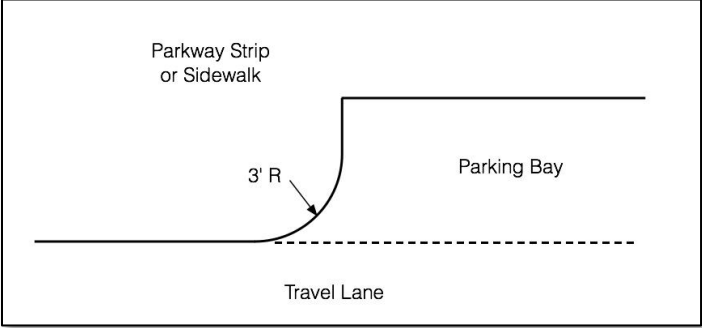 Parkway Strip
or Sidewalk
3' R
Parking Bay
Travel Lane